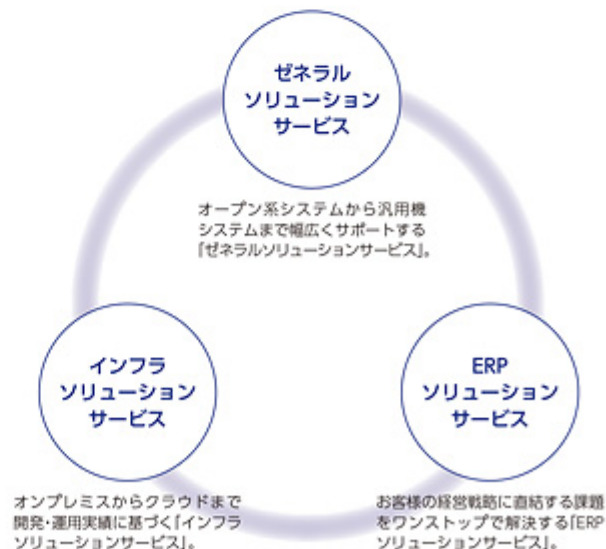 ゼネラル
ソリューション
サービス
オープン系システムから汎用機
システムまで幅広くサポートする
「ゼネラルソリューションサービス」。
インフラ
ソリューション
サービス
オンプレミスからクラウドまで
開発・運用実績に基づく「インフラ
ソリューションサービス」。
ERP
ソリューション
サービス
お客様の経営戦略に直結する課題
をワンストップで解決する「ERP
ソリューションサービス」。